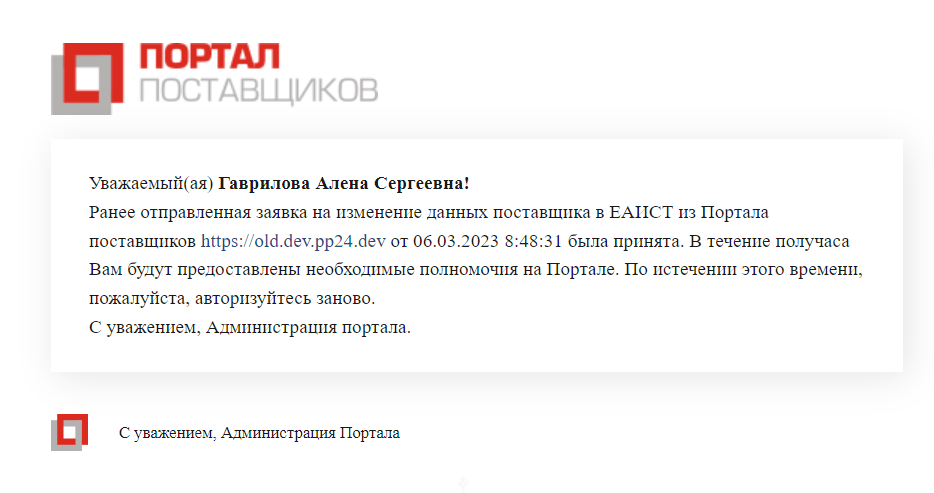 ПОРТАЛ
ПОСТАВЩИКОВ
Уважаемый(ая) Гаврилова Алена Сергеевна!
Ранее отправленная заявка на изменение данных поставщика в ЕАИСТ из Портала
поставщиков https://old.dev.pp24.dev от 06.03.2023 8:48:31 была принята. В течение получаса
Вам будут предоставлены необходимые полномочия на Портале. По истечении этого времени,
пожалуйста, авторизуйтесь заново.
С уважением, Администрация портала.
С уважением, Администрация Портала